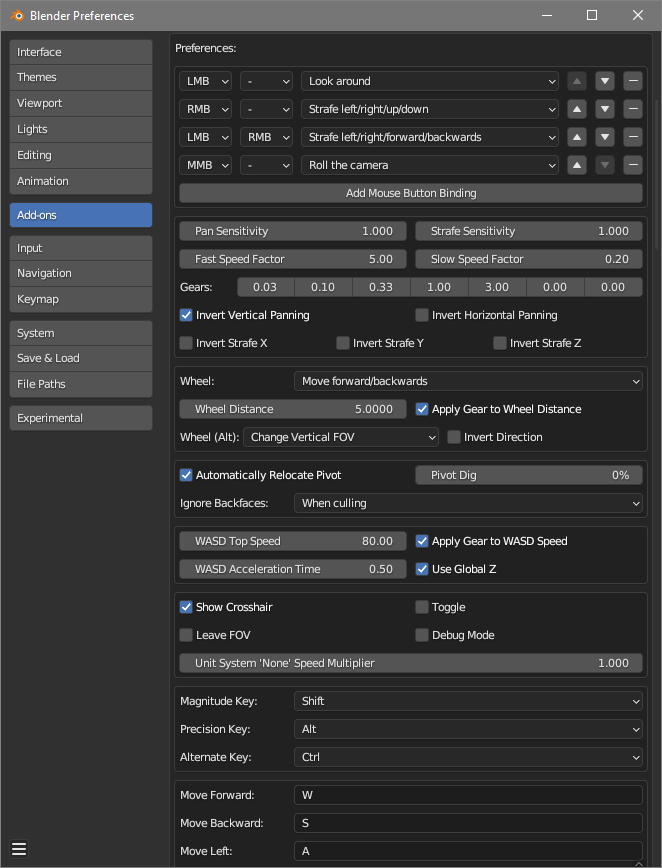 Blender Preferences
Interface
Themes
Viewport
Lights
Editing
Animation
Add-ons
Input
Navigation
Keymap
System
Save & Load
File Paths
Experimental
Preferences:
LMB - Look around
RMB - Strafe left/right/up/down
LMB RMB Strafe left/right/forward/backwards
MMB - Roll the camera
Add Mouse Button Binding
Pan Sensitivity 1.000 Strafe Sensitivity 1.000
Fast Speed Factor 5.00 Slow Speed Factor 0.20
Gears: 0.03 0.10 0.33 1.00 3.00 0.00 0.00
Invert Vertical Panning Invert Horizontal Panning
Invert Strafe X Invert Strafe Y Invert Strafe Z
Wheel: Move forward/backwards
Wheel Distance 5.0000 Apply Gear to Wheel Distance
Wheel (Alt): Change Vertical FOV Invert Direction
Automatically Relocate Pivot Pivot Dig 0%
Ignore Backfaces: When culling
WASD Top Speed 80.00 Apply Gear to WASD Speed
WASD Acceleration Time 0.50 Use Global Z
Show Crosshair Toggle
Leave FOV Debug Mode
Unit System 'None' Speed Multiplier 1.000
Magnitude Key: Shift
Precision Key: Alt
Alternate Key: Ctrl
Move Forward: W
Move Backward: S
Move Left: A